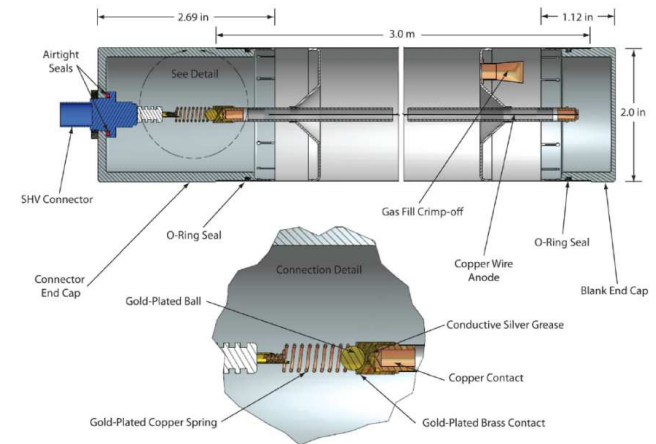 2.69 in
1.12 in
3.0 m
Airtight
Seals
See Detail
2.0 in
SHV Connector
Gas Fill Crimp-off
O-Ring Seal
O-Ring Seal
Copper Wire
Anode
Connector
End Cap
Blank End Cap
Connection Detail
Gold-Plated Ball
Conductive Silver Grease
Copper Contact
Gold-Plated Copper Spring
Gold-Plated Brass Contact